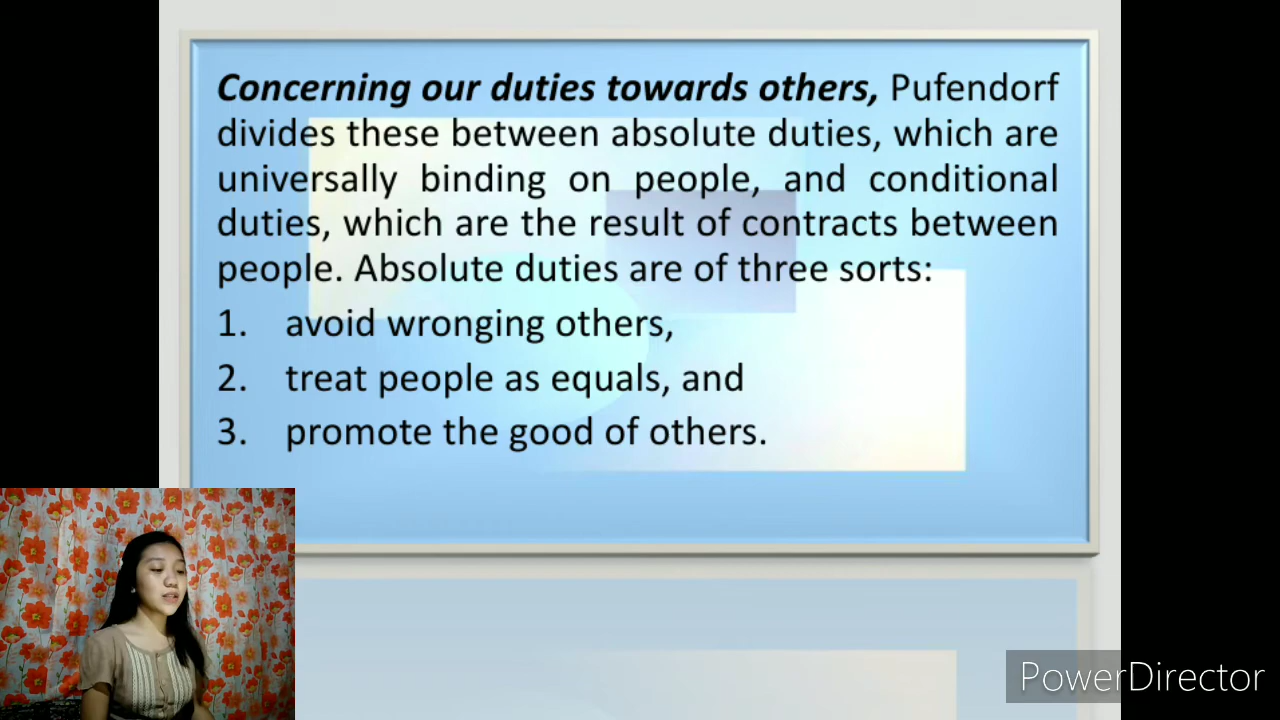 Concerning our duties towards others, Pufendorf
divides these between absolute duties, which are
universally binding on people, and conditional
duties, which are the result of contracts between
people. Absolute duties are of three sorts:
1. avoid wronging others,
2. treat people as equals, and
3. promote the good of others.
PowerDirector